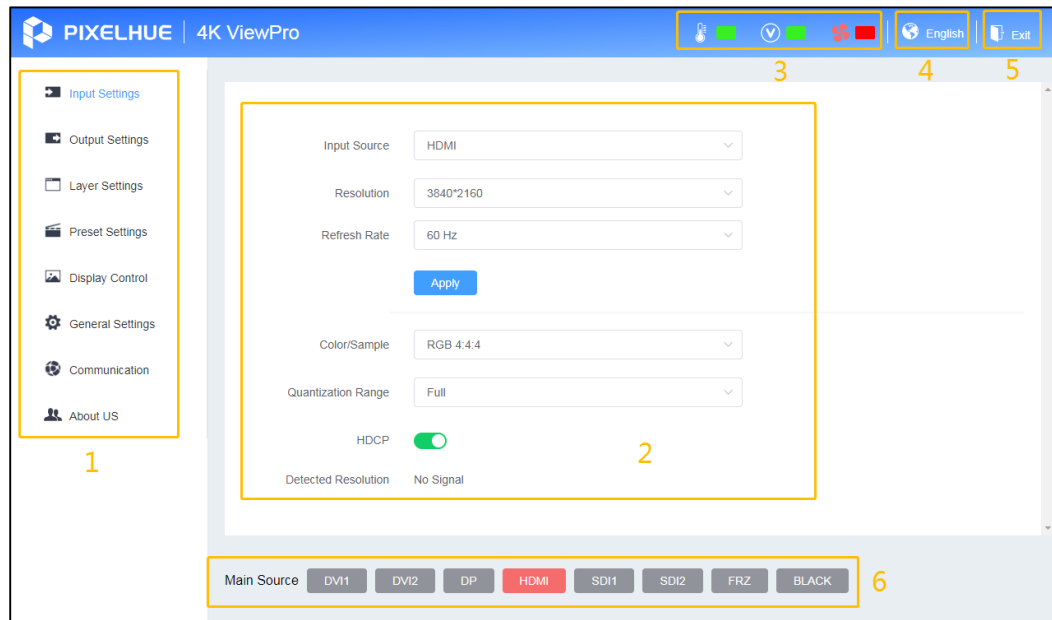 PIXELHUE 4K ViewPro V English Exit
3 4 5
Input Settings
Output Settings
Layer Settings
Preset Settings
Display Control
General Settings
Communication
About US
1
Input Source HDMI
Resolution 3840*2160
Refresh Rate 60 Hz
Apply
Color/Sample RGB 4:4:4
Quantization Range Full
HDCP
2
Detected Resolution No Signal
Main Source DVI1 DVI2 DP HDMI SDI1 SDI2 FRZ BLACK 6